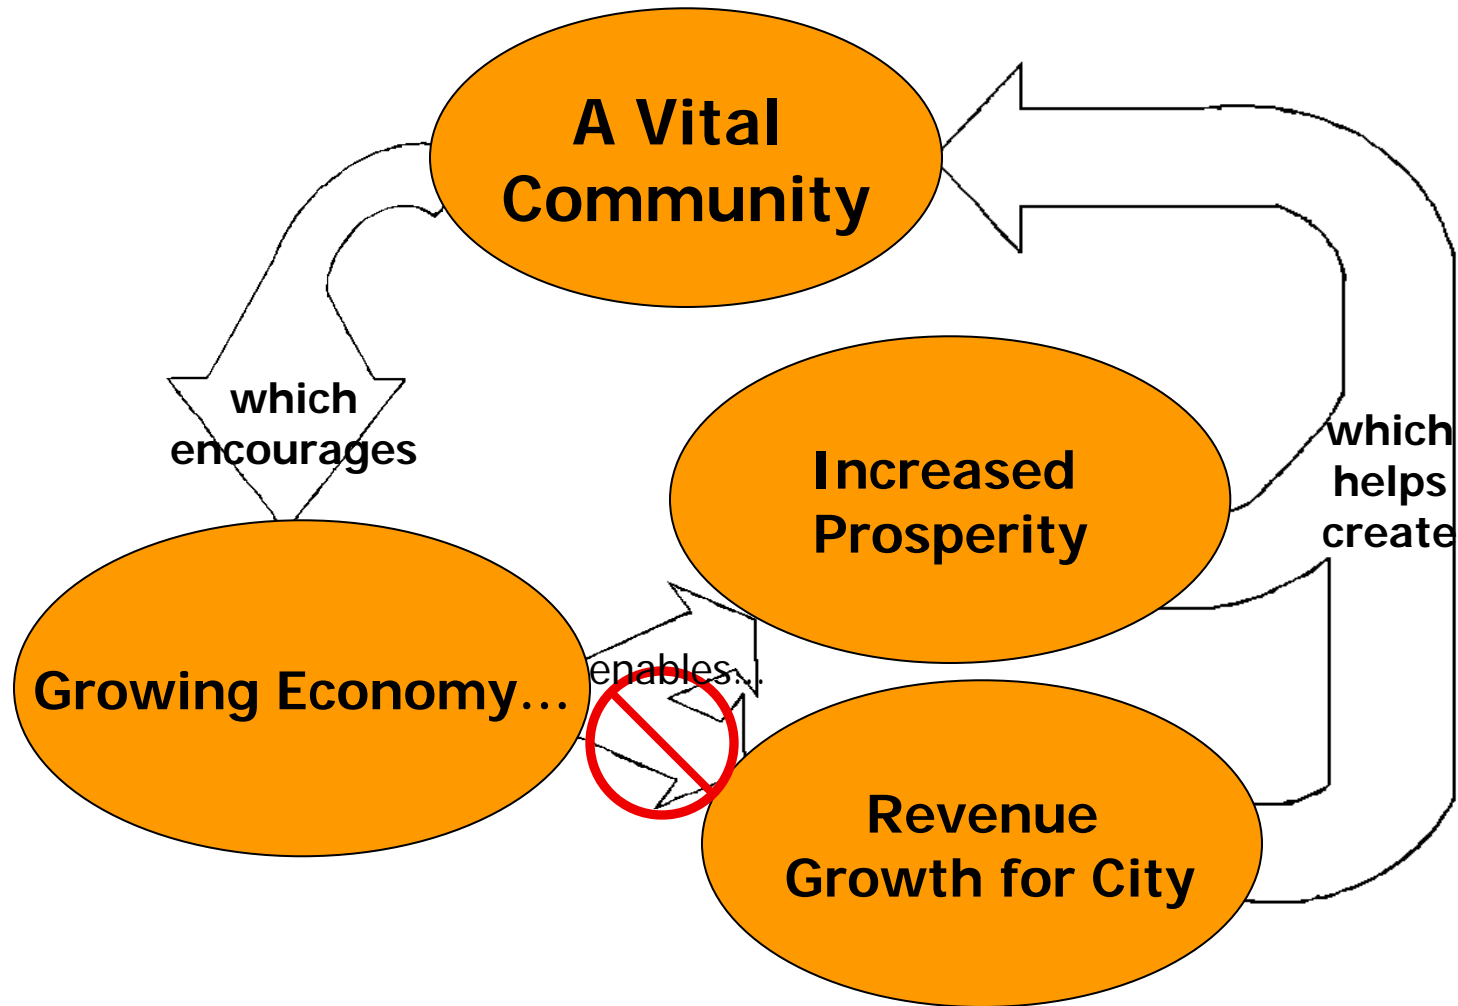 A Vital
Community
which
encourages
Increased
Prosperity
which
helps
create
enables...
Growing Economy...
Revenue
Growth for City